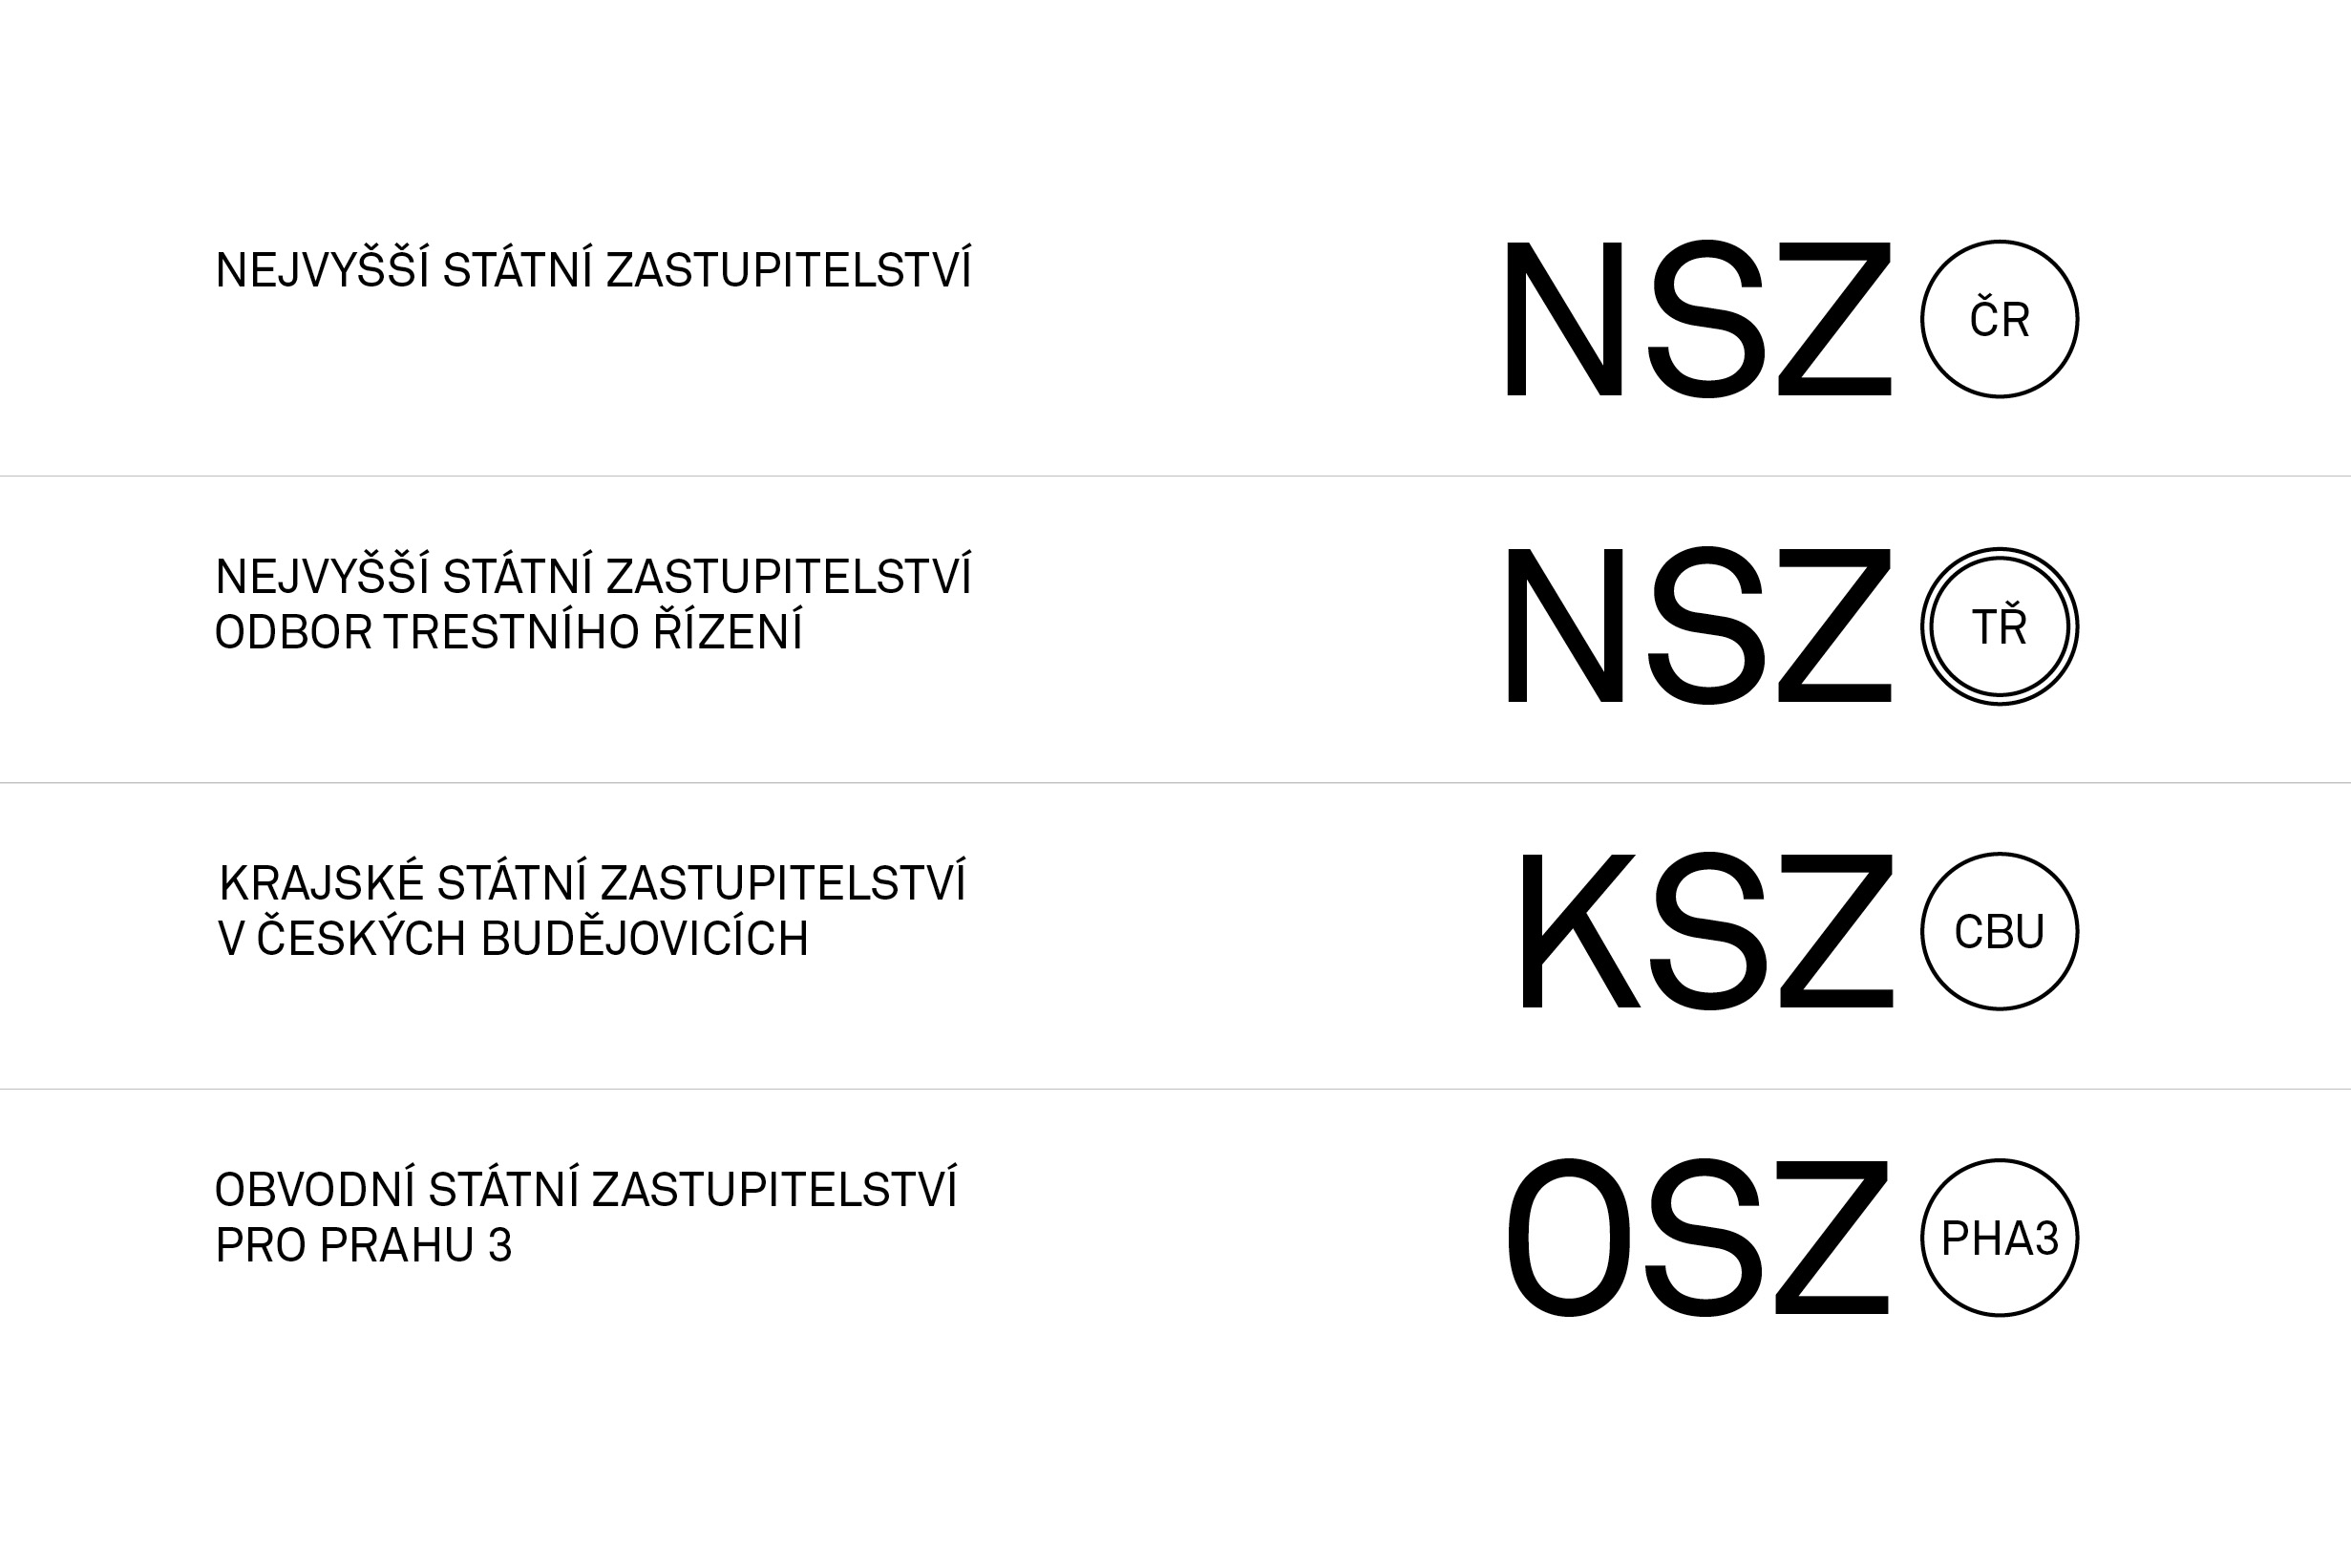 NEJVYŠŠÍ STÁTNÍ ZASTUPITELSTVÍ
NSZ ČR
NEJVYŠŠÍ STÁTNÍ ZASTUPITELSTVÍ
ODBOR TRESTNÍHO ŘÍZENÍ
NSZ TŘ
KRAJSKÉ STÁTNÍ ZASTUPITELSTVÍ
V ČESKÝCH BUDĚJOVICÍCH
KSZ CBU
OBVODNÍ STÁTNÍ ZASTUPITELSTVÍ
PRO PRAHU 3
OSZ PHA3